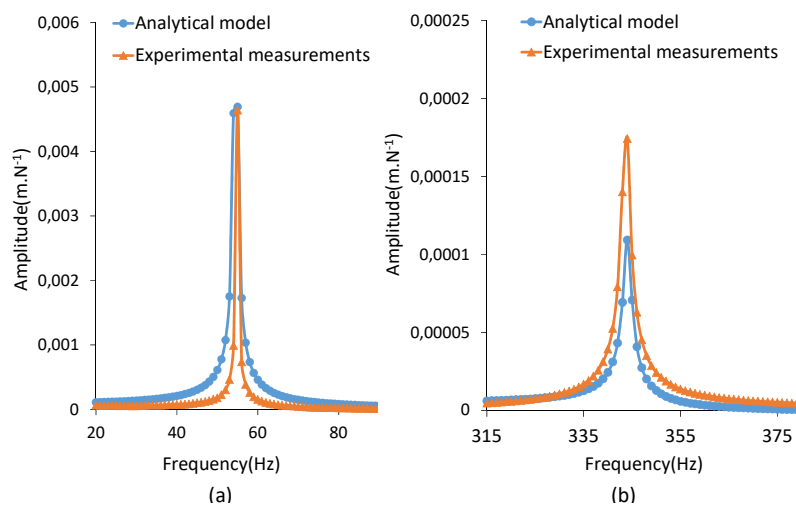 Analytical model
Experimental measurements
0,006
0,005
0,004
0,003
0,002
0,001
0
Amplitude(m.N-1)
20
40
60
80
Frequency(Hz)
(a)
Analytical model
Experimental measurements
0,00025
0,0002
0,00015
0,0001
0,00005
0
Amplitude(m.N-1)
315
335
355
375
Frequency(Hz)
(b)